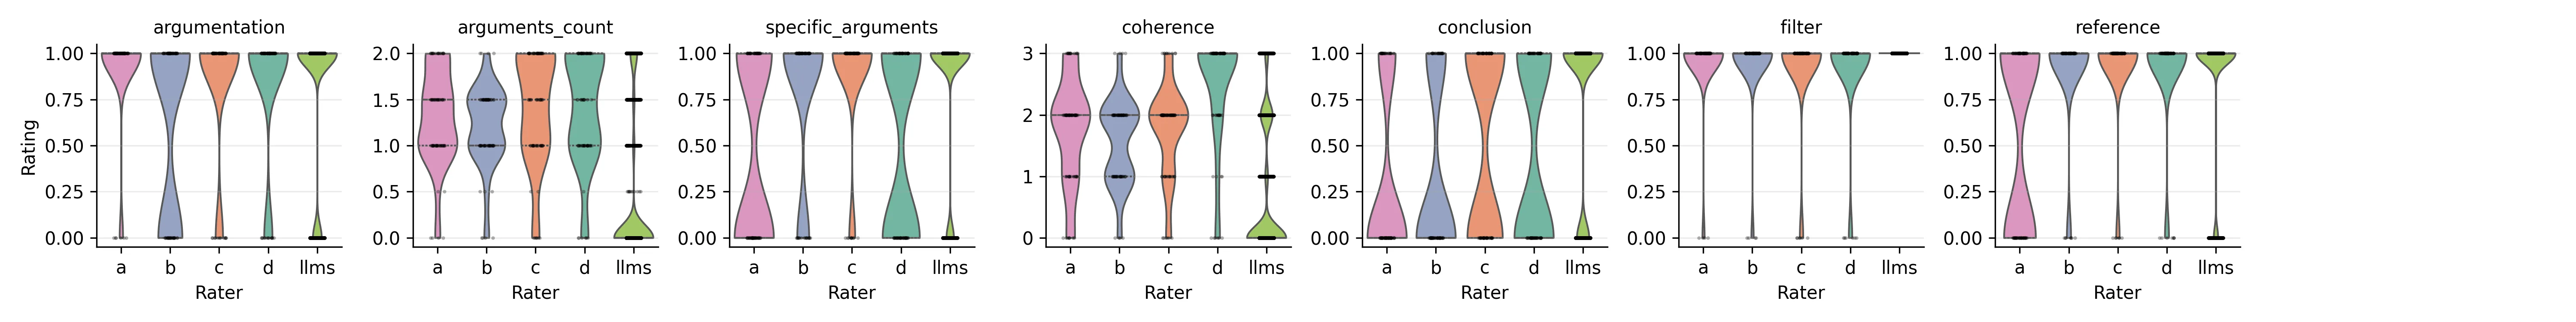 argumentation
Rating
1.00
0.75
0.50
0.25
0.00
a b c d llms
Rater
arguments_count
2.0
1.5
1.0
0.5
0.0
a b c d llms
Rater
specific_arguments
1.00
0.75
0.50
0.25
0.00
a b c d llms
Rater
coherence
3
2
1
0
a b c d llms
Rater
conclusion
1.00
0.75
0.50
0.25
0.00
a b c d llms
Rater
filter
1.00
0.75
0.50
0.25
0.00
a b c d llms
Rater
reference
1.00
0.75
0.50
0.25
0.00
a b c d llms
Rater